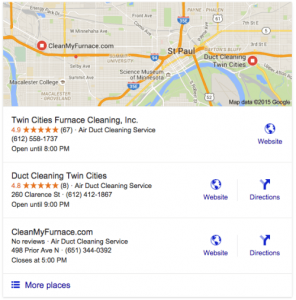 CleanMyFurnace.com
St Paul
Duct Cleaning
Twin Cities
Macalester College
Science Museum
of Minnesota
Map data ©2015 Google
Twin Cities Furnace Cleaning, Inc.
4.9 ★★★★★ (67) · Air Duct Cleaning Service
(612) 558-1737
Open until 8:00 PM
Website
Duct Cleaning Twin Cities
4.8 ★★★★★ (8) · Air Duct Cleaning Service
260 Clarence St · (612) 412-1867
Open until 9:00 PM
Website
Directions
CleanMyFurnace.com
No reviews · Air Duct Cleaning Service
498 Prior Ave N · (651) 344-0392
Closes at 5:00 PM
Website
Directions
More places